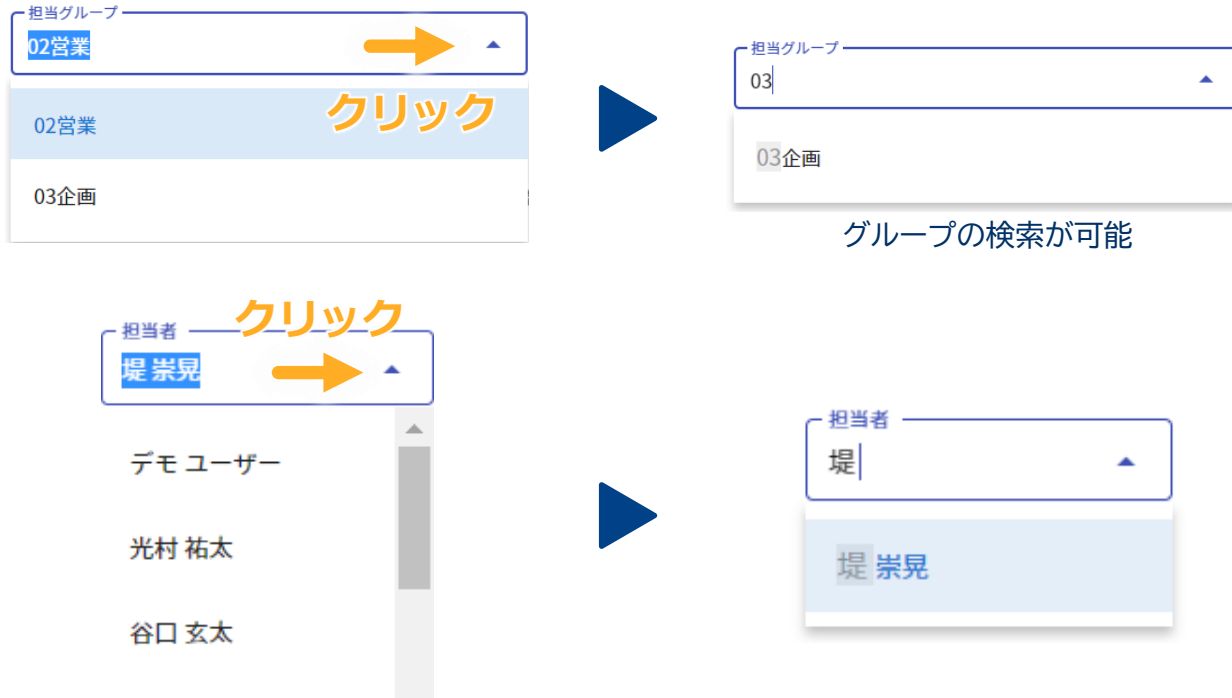 担当グループ
02営業
クリック
02営業
03企画
担当グループ
03
03企画
グループの検索が可能
クリック
担当者
堤 崇晃
デモ ユーザー
光村 祐太
谷口 玄太
担当者
堤
堤 崇晃